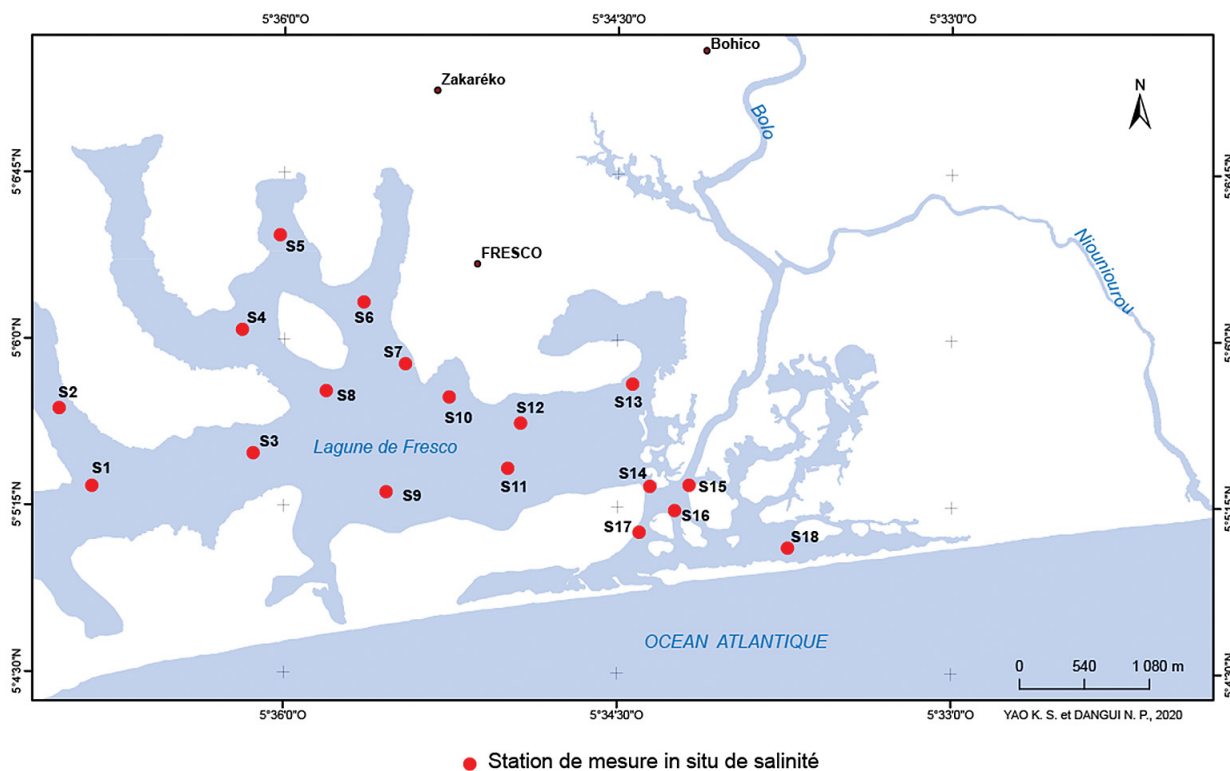 5°36'0"O
5°34'30"O
5°33'0"O
Bohico
Zakaréko
N
Bolo
5°6'45"N
5°6'45"N
Niouniourou
S5
FRESCO
S4
S6
5°6'0"N
5°6'0"N
S7
S2
S8
S13
S10
S12
S3
Lagune de Fresco
S1
S11
S14
S15
S9
5°5'15"N
5°5'15"N
S16
S17
S18
OCEAN ATLANTIQUE
0 540 1 080 m
5°4'30"N
5°4'30"N
5°36'0"O
5°34'30"O
5°33'0"O
YAO K. S. et DANGUI N. P., 2020
Station de mesure in situ de salinité